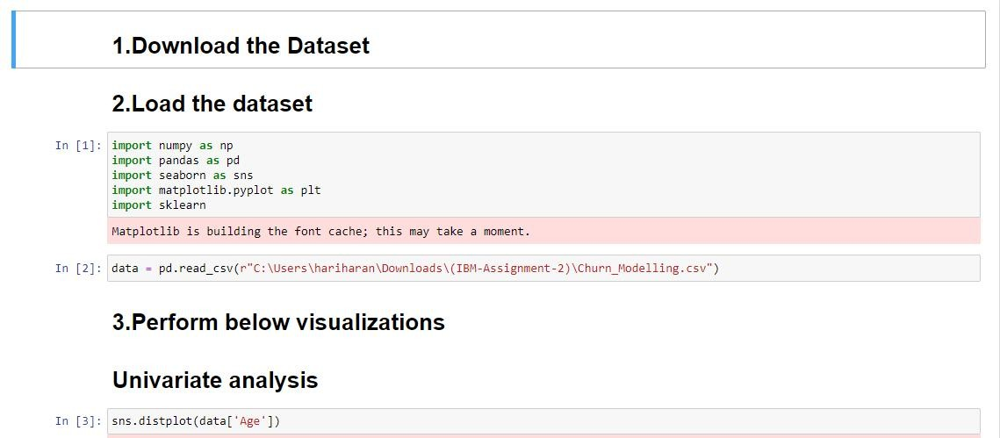 1.Download the Dataset
2.Load the dataset
In [1]: import numpy as np
import pandas as pd
import seaborn as sns
import matplotlib.pyplot as plt
import sklearn
Matplotlib is building the font cache; this may take a moment.
In [2]: data = pd.read_csv(r"C:\Users\hariharan\Downloads\(IBM-Assignment-2)\Churn_Modelling.csv")
3.Perform below visualizations
Univariate analysis
In [3]: sns.distplot(data['Age'])